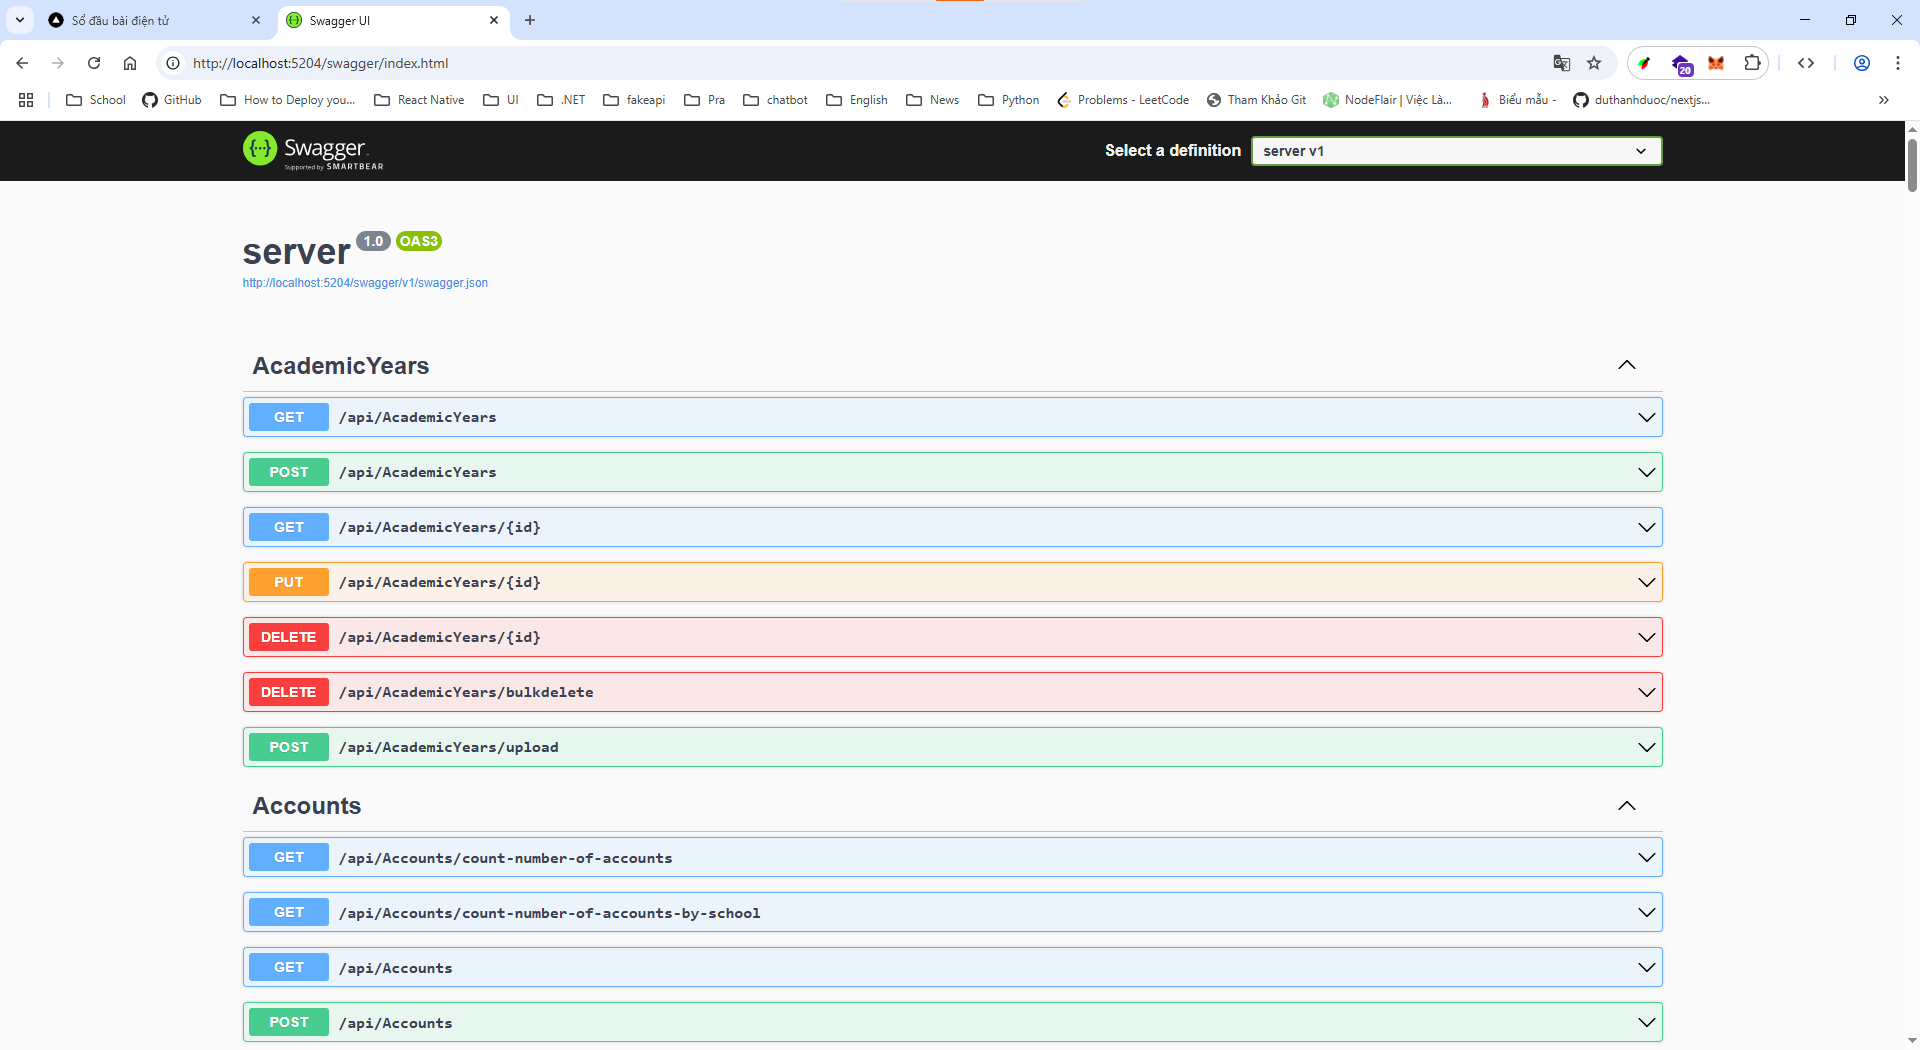 Sổ đầu bài điện tử
Swagger UI
http://localhost:5204/swagger/index.html
20
School
GitHub
How to Deploy you...
React Native
UI
.NET
fakeapi
Pra
chatbot
English
News
Python
Problems - LeetCode
Tham Khảo Git
NodeFlair | Việc Là...
Biểu mẫu -
duthanhduoc/nextjs...
Swagger
Supported by SMARTBEAR
Select a definition
server v1
server 1.0 OAS3
http://localhost:5204/swagger/v1/swagger.json
AcademicYears
GET /api/AcademicYears
POST /api/AcademicYears
GET /api/AcademicYears/{id}
PUT /api/AcademicYears/{id}
DELETE /api/AcademicYears/{id}
DELETE /api/AcademicYears/bulkdelete
POST /api/AcademicYears/upload
Accounts
GET /api/Accounts/count-number-of-accounts
GET /api/Accounts/count-number-of-accounts-by-school
GET /api/Accounts
POST /api/Accounts